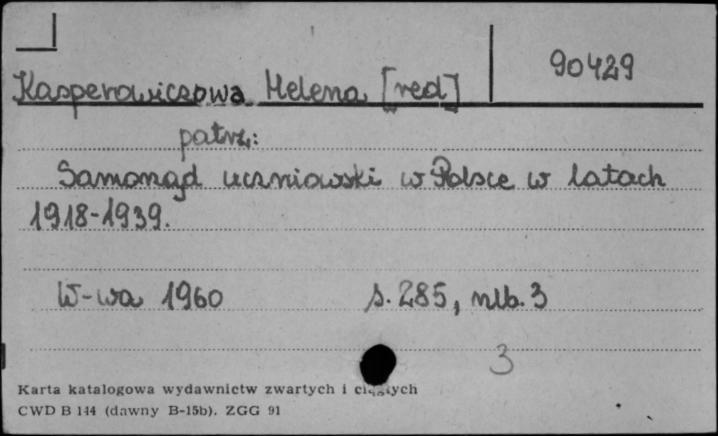 90429
Kasperowiczowa Helena [red]
patrz:
Samorząd uczniowski w Polsce w latach
1918-1939.
W-wa 1960 s. 285, nlb. 3
3
Karta katalogowa wydawnictw zwartych i ciągłych
CWD B 144 (dawny B-15b). ZGG 91